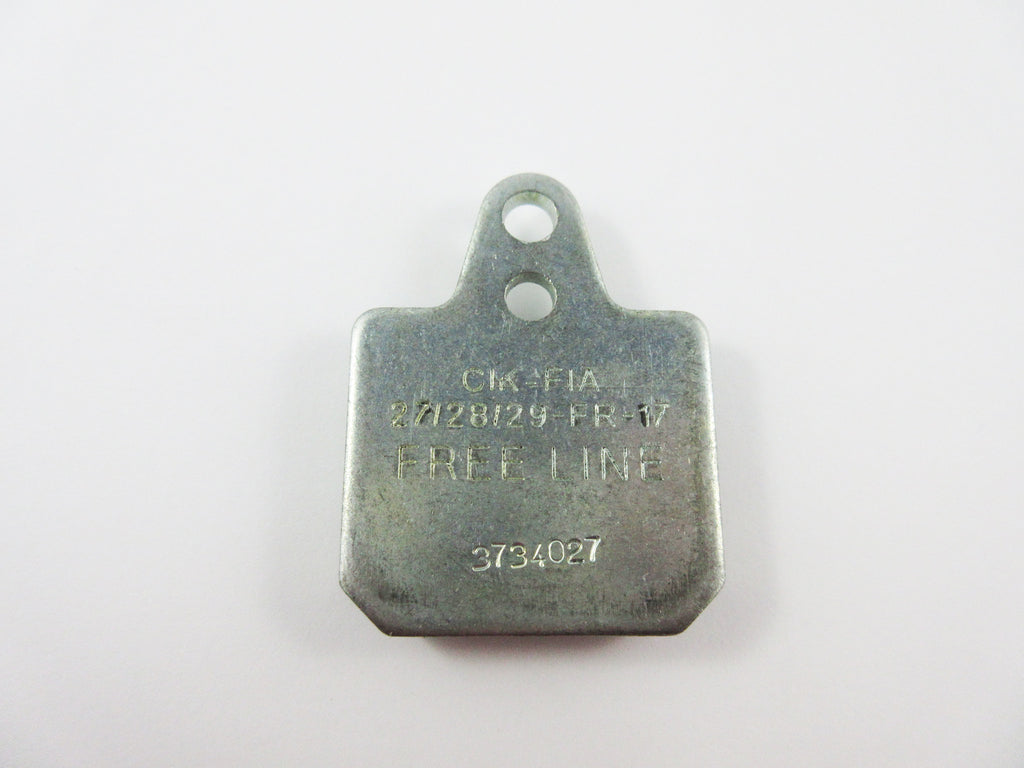 CIK-FIA
27/28/29-FR-17
FREE LINE
3734027